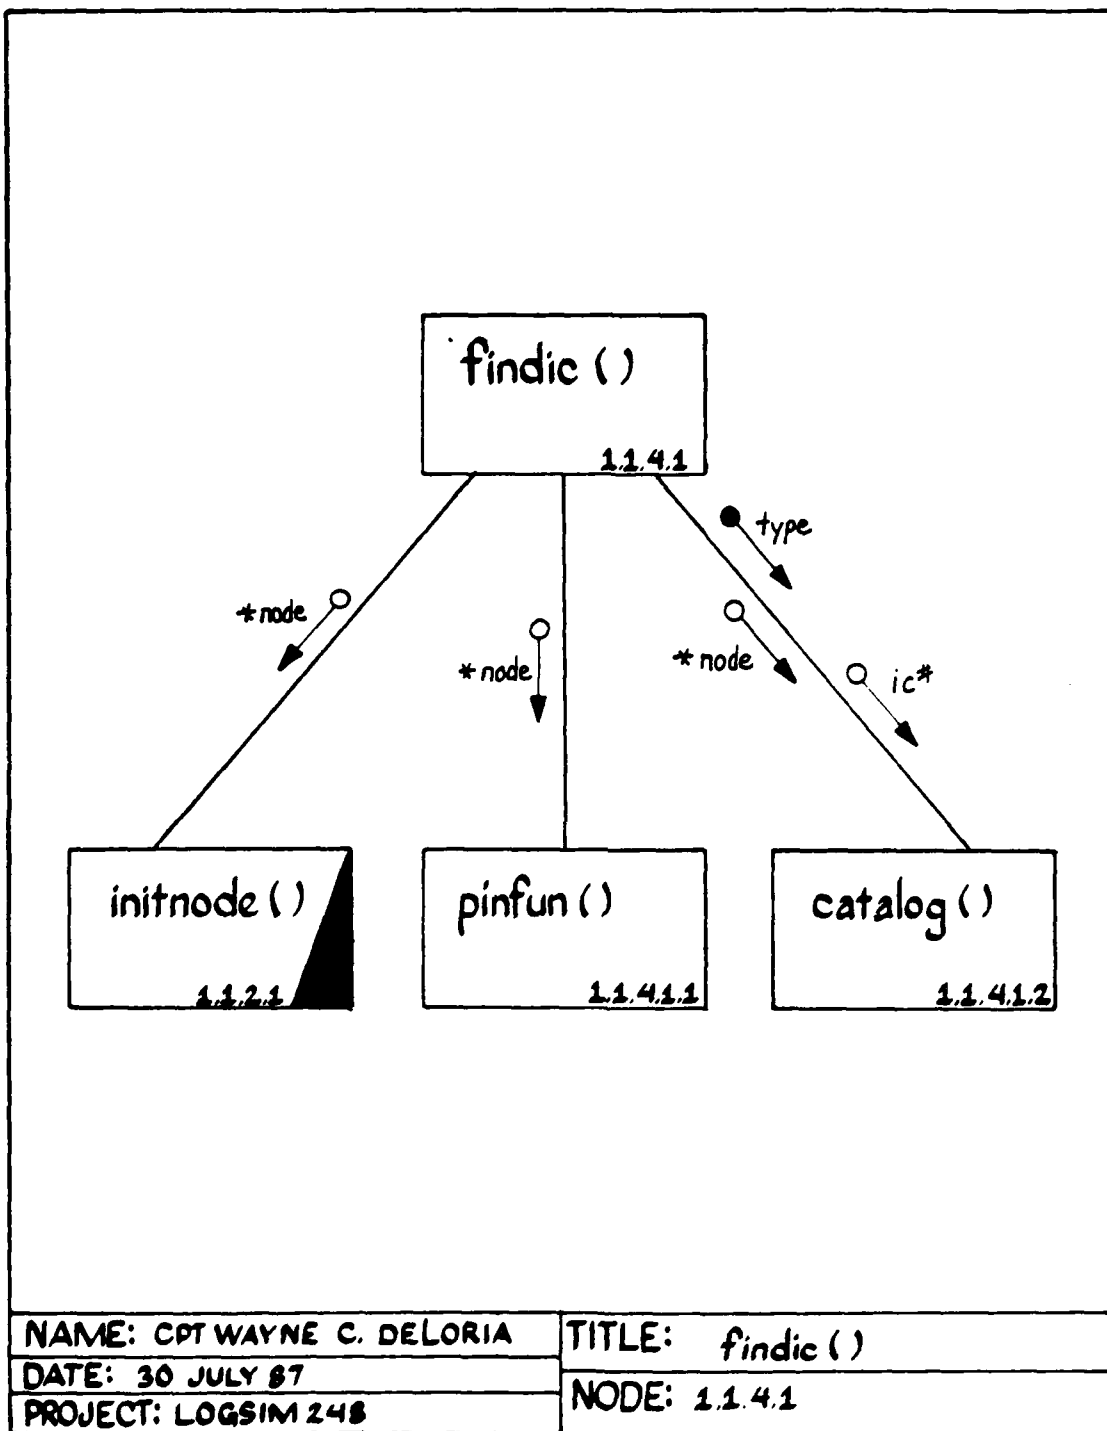 findic ()
1.1.4.1
type
*node
*node
*node
ic#
initnode ()
1.1.2.1
pinfun ()
1.1.4.1.1
catalog ()
1.1.4.1.2
NAME: CPT WAYNE C. DELORIA
DATE: 30 JULY 87
PROJECT: LOGSIM 248
TITLE: findic ()
NODE: 1.1.4.1